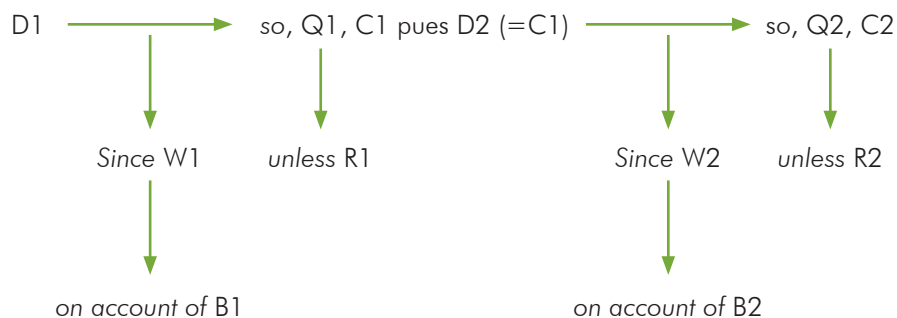 D1 so, Q1, C1 pues D2 (=C1) so, Q2, C2
Since W1 unless R1 Since W2 unless R2
on account of B1 on account of B2